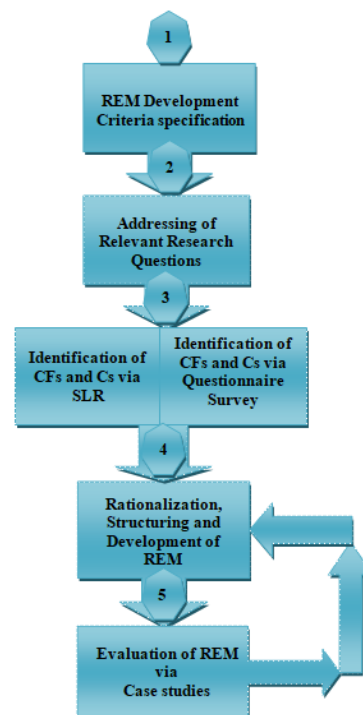 1
REM Development
Criteria specification
2
Addressing of
Relevant Research
Questions
3
Identification of
CFs and Cs via
SLR
Identification of
CFs and Cs via
Questionnaire
Survey
4
Rationalization,
Structuring and
Development of
REM
5
Evaluation of REM
via
Case studies